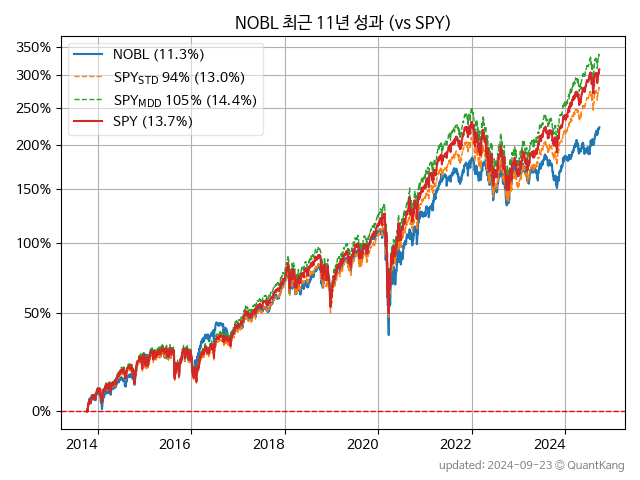 NOBL 최근 11년 성과 (vs SPY)
350%
300%
250%
200%
150%
100%
50%
0%
NOBL (11.3%)
SPY_STD 94% (13.0%)
SPY_MDD 105% (14.4%)
SPY (13.7%)
2014 2016 2018 2020 2022 2024
updated: 2024-09-23 © QuantKang